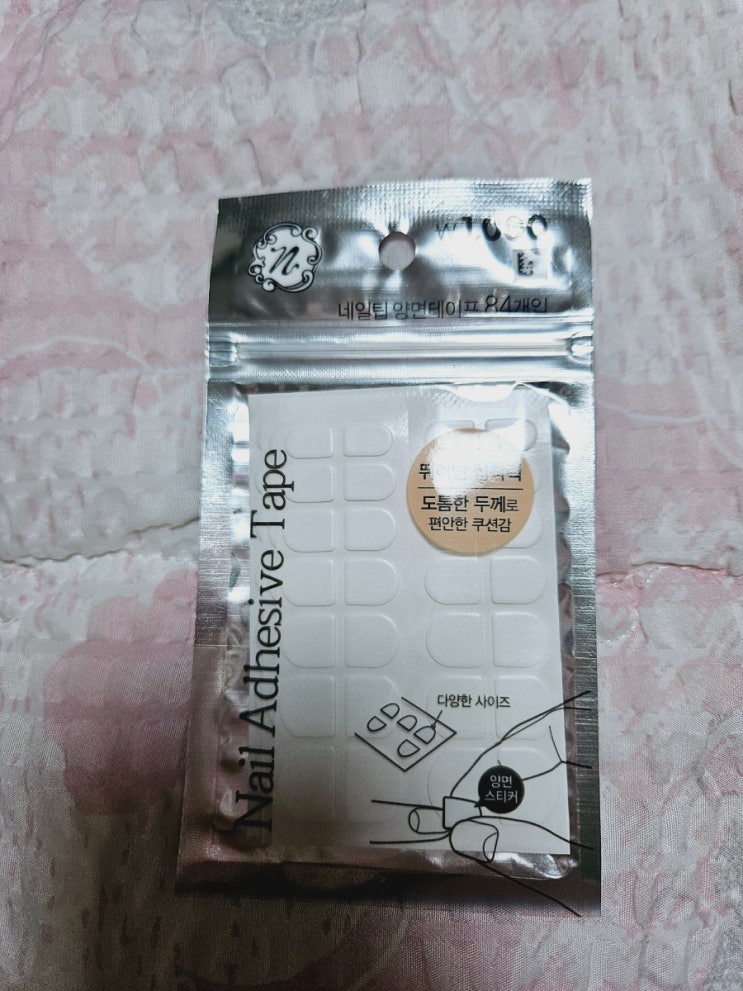 n
네일팁 양면테이프 84개입
도톰한 두께로
편안한 쿠션감
Nail Adhesive Tape
다양한 사이즈
양면
스티커